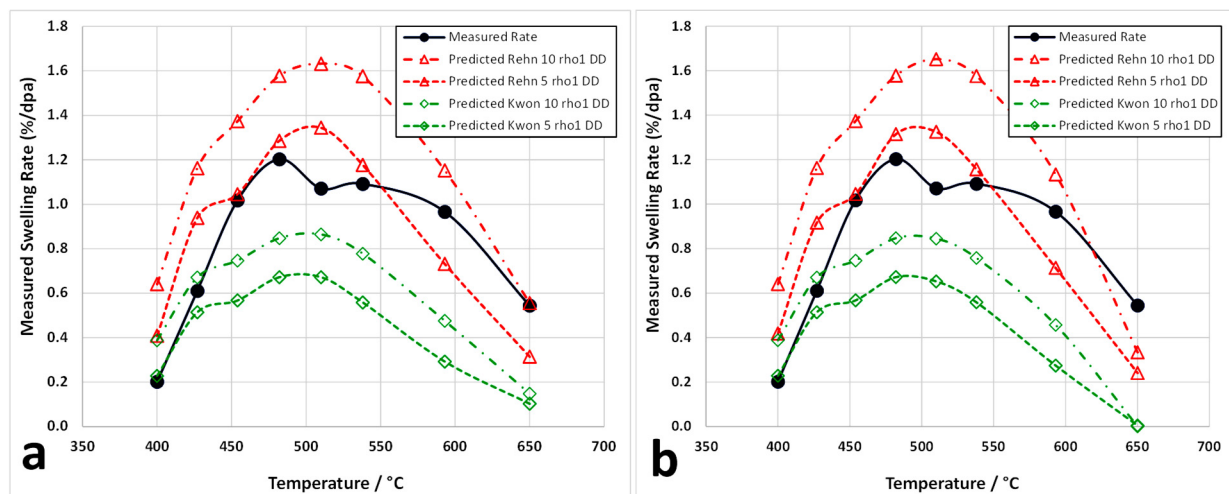 1.8
1.6
1.4
1.2
1.0
0.8
0.6
0.4
0.2
0.0
Measured Swelling Rate (%/dpa)
Measured Rate
Predicted Rehn 10 rho1 DD
Predicted Rehn 5 rho1 DD
Predicted Kwon 10 rho1 DD
Predicted Kwon 5 rho1 DD
350 400 450 500 550 600 650 700
Temperature / °C
a
1.8
1.6
1.4
1.2
1.0
0.8
0.6
0.4
0.2
0.0
Measured Swelling Rate (%/dpa)
Measured Rate
Predicted Rehn 10 rho1 DD
Predicted Rehn 5 rho1 DD
Predicted Kwon 10 rho1 DD
Predicted Kwon 5 rho1 DD
350 400 450 500 550 600 650 700
Temperature / °C
b